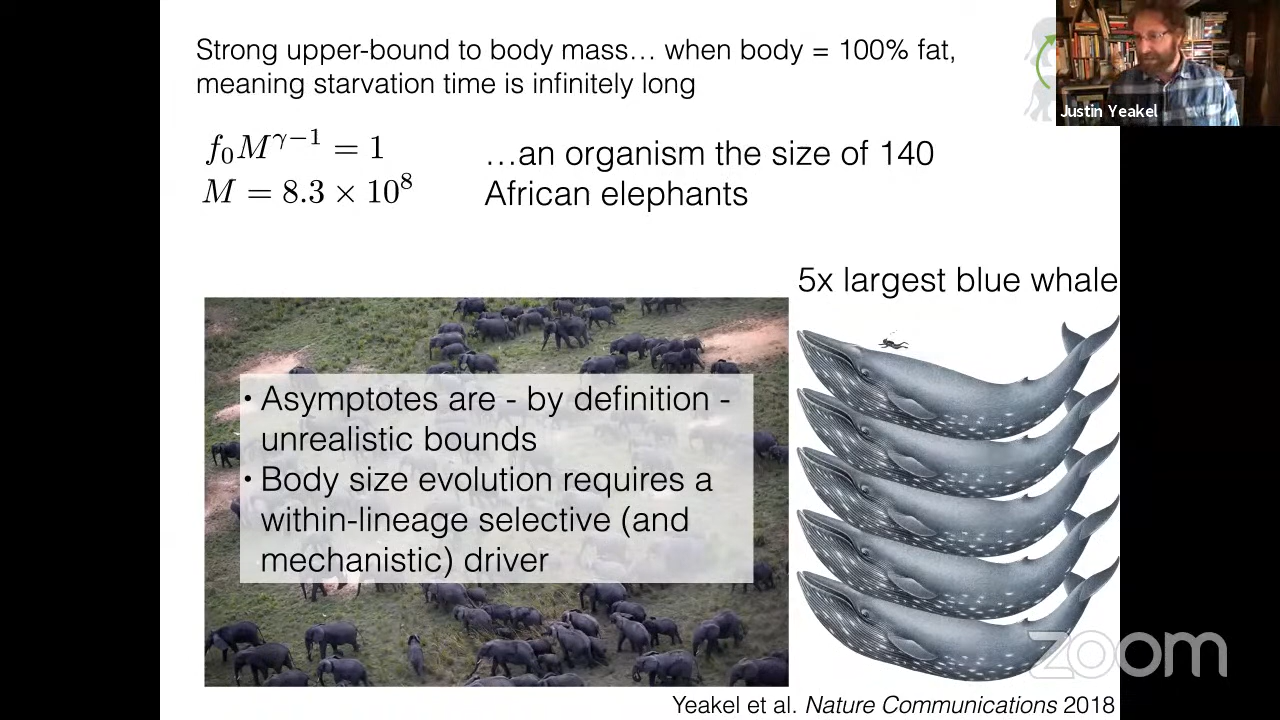 Strong upper-bound to body mass… when body = 100% fat,
meaning starvation time is infinitely long
Justin Yeakel
f₀M^{γ−1} = 1
M = 8.3 × 10⁸
…an organism the size of 140
African elephants
5x largest blue whale
• Asymptotes are - by definition -
unrealistic bounds
• Body size evolution requires a
within-lineage selective (and
mechanistic) driver
zoom
Yeakel et al. Nature Communications 2018